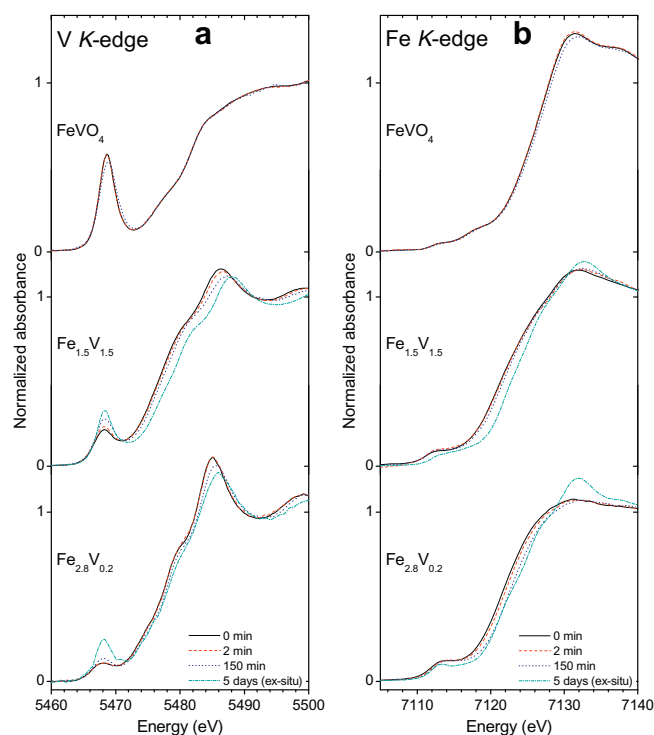 V K-edge a
Normalized absorbance
1
FeVO4
0
1
Fe1.5V1.5
0
1
Fe2.8V0.2
0
0 min
2 min
150 min
5 days (ex-situ)
5460 5470 5480 5490 5500
Energy (eV)
Fe K-edge b
Normalized absorbance
1
FeVO4
0
1
Fe1.5V1.5
0
1
Fe2.8V0.2
0
0 min
2 min
150 min
5 days (ex-situ)
7110 7120 7130 7140
Energy (eV)